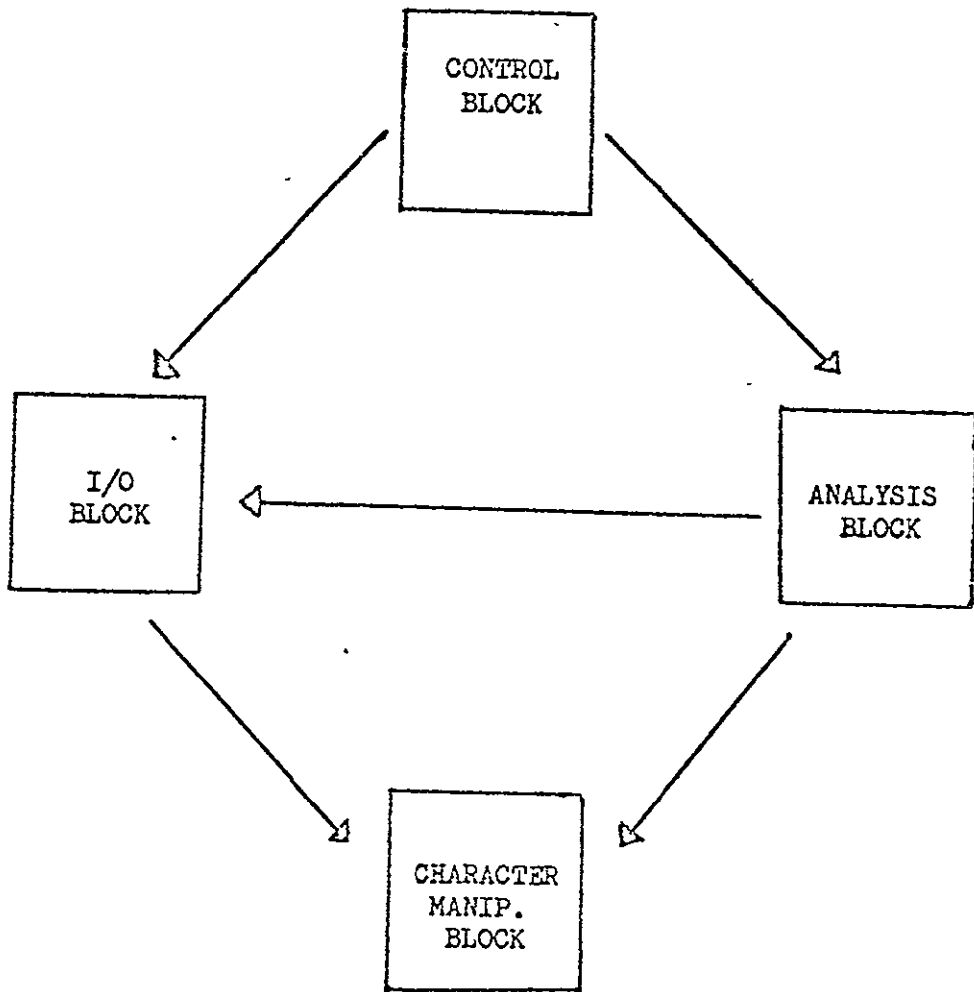 CONTROL
BLOCK
I/O
BLOCK
ANALYSIS
BLOCK
CHARACTER
MANIP.
BLOCK